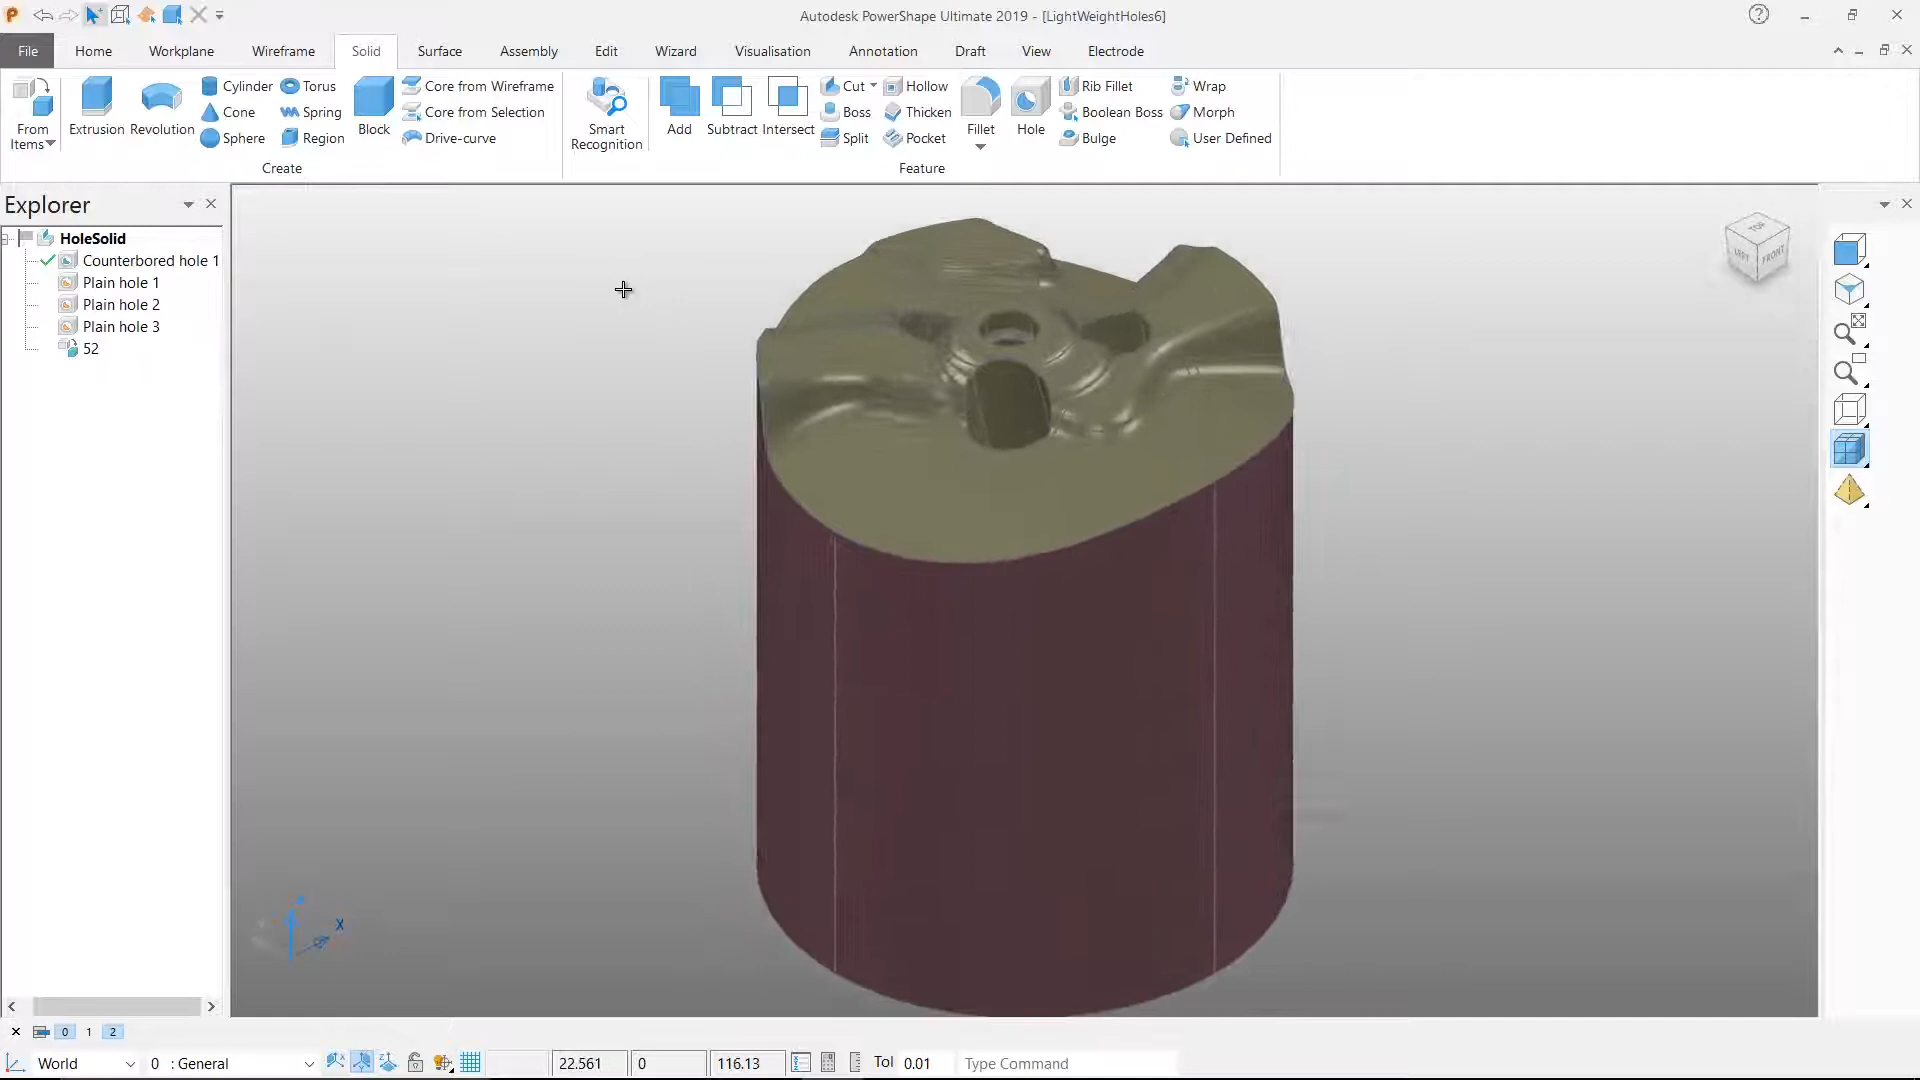 Autodesk PowerShape Ultimate 2019 - [LightWeightHoles6]
File Home Workplane Wireframe Solid Surface Assembly Edit Wizard Visualisation Annotation Draft View Electrode
From Items
Extrusion
Revolution
Cylinder
Cone
Sphere
Torus
Spring
Region
Block
Core from Wireframe
Core from Selection
Drive-curve
Create
Smart Recognition
Add
Subtract
Intersect
Cut
Boss
Split
Hollow
Thicken
Pocket
Fillet
Hole
Rib Fillet
Boolean Boss
Bulge
Wrap
Morph
User Defined
Feature
Explorer
HoleSolid
Counterbored hole 1
Plain hole 1
Plain hole 2
Plain hole 3
52
TOP
LEFT
FRONT
X
0 1 2
World 0 : General 22.561 0 116.13 Tol 0.01 Type Command